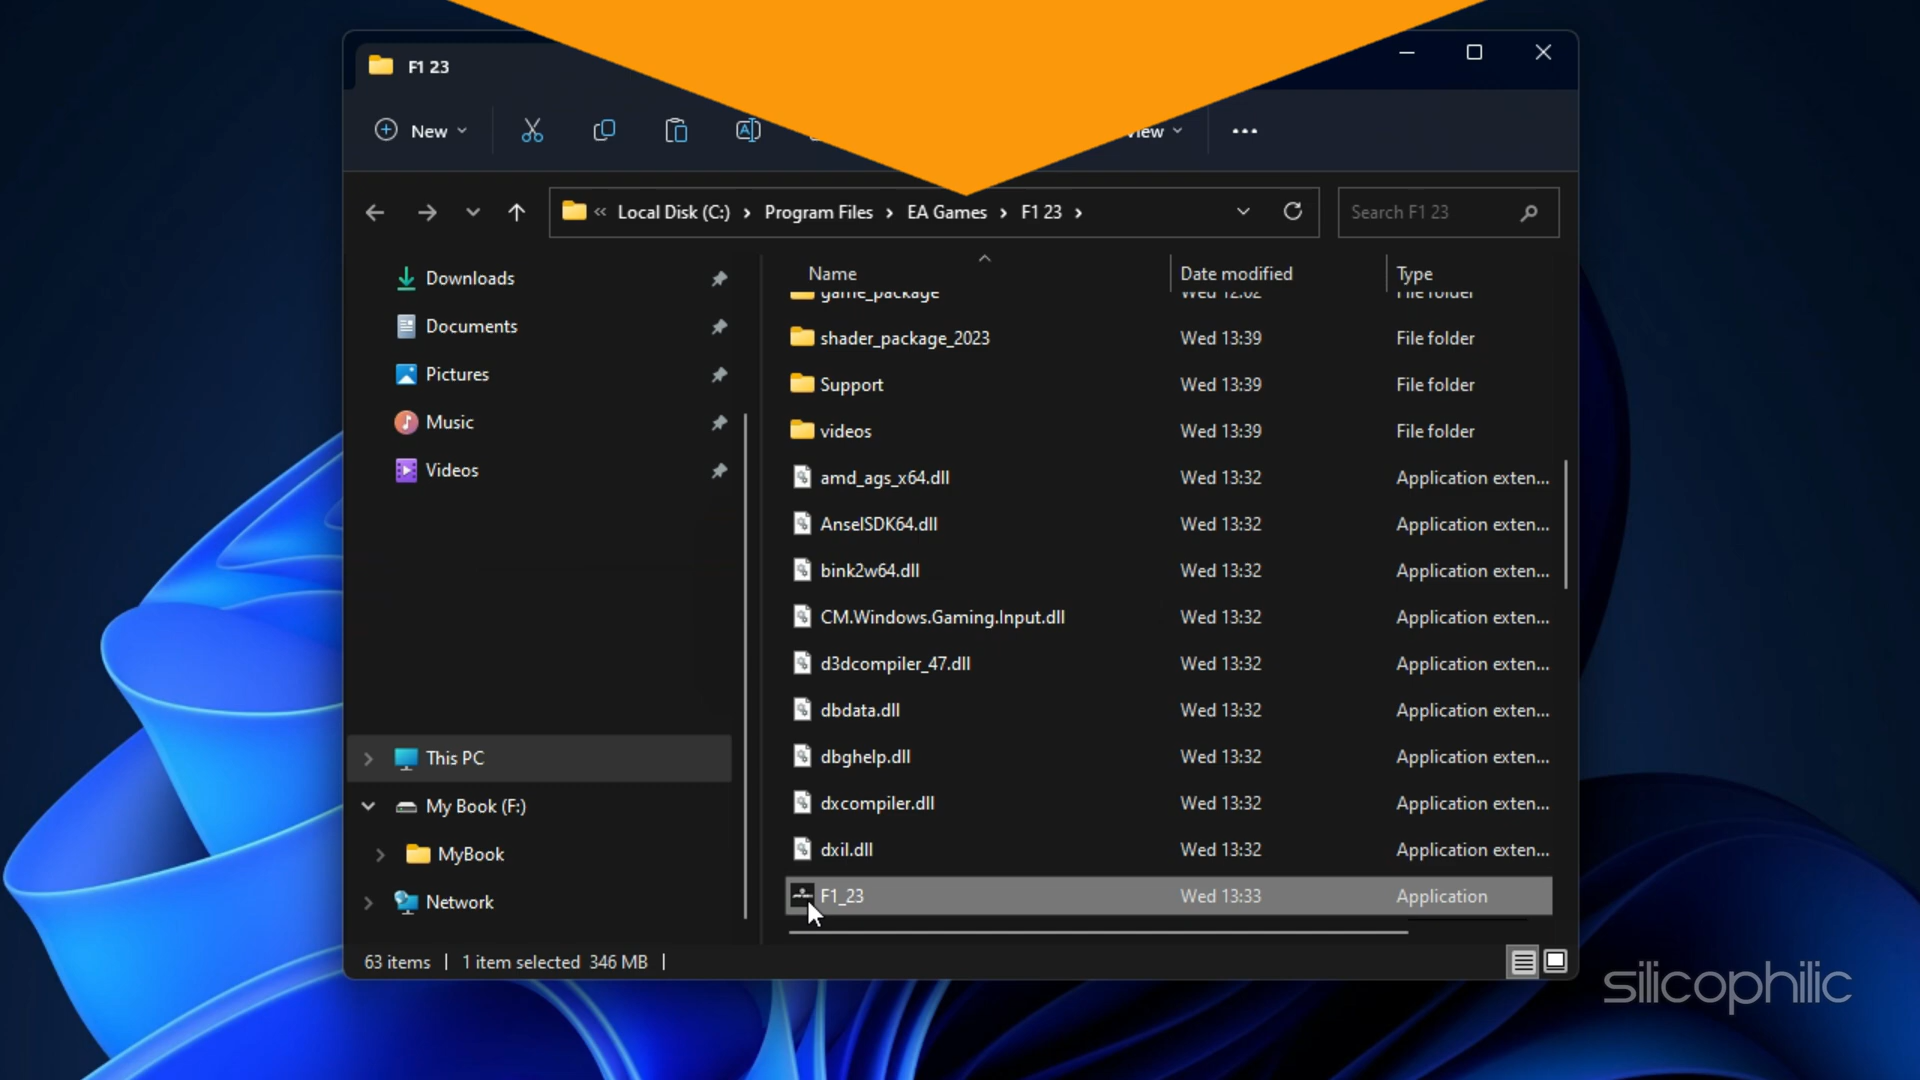 F1 23
New
View
Local Disk (C:) Program Files EA Games F1 23
Search F1 23
Name Date modified Type
game_package Wed 12:02 File folder
shader_package_2023 Wed 13:39 File folder
Support Wed 13:39 File folder
videos Wed 13:39 File folder
amd_ags_x64.dll Wed 13:32 Application exten...
AnselSDK64.dll Wed 13:32 Application exten...
bink2w64.dll Wed 13:32 Application exten...
CM.Windows.Gaming.Input.dll Wed 13:32 Application exten...
d3dcompiler_47.dll Wed 13:32 Application exten...
dbdata.dll Wed 13:32 Application exten...
dbghelp.dll Wed 13:32 Application exten...
dxcompiler.dll Wed 13:32 Application exten...
dxil.dll Wed 13:32 Application exten...
F1_23 Wed 13:33 Application
Downloads
Documents
Pictures
Music
Videos
This PC
My Book (F:)
MyBook
Network
63 items 1 item selected 346 MB
silicophilic